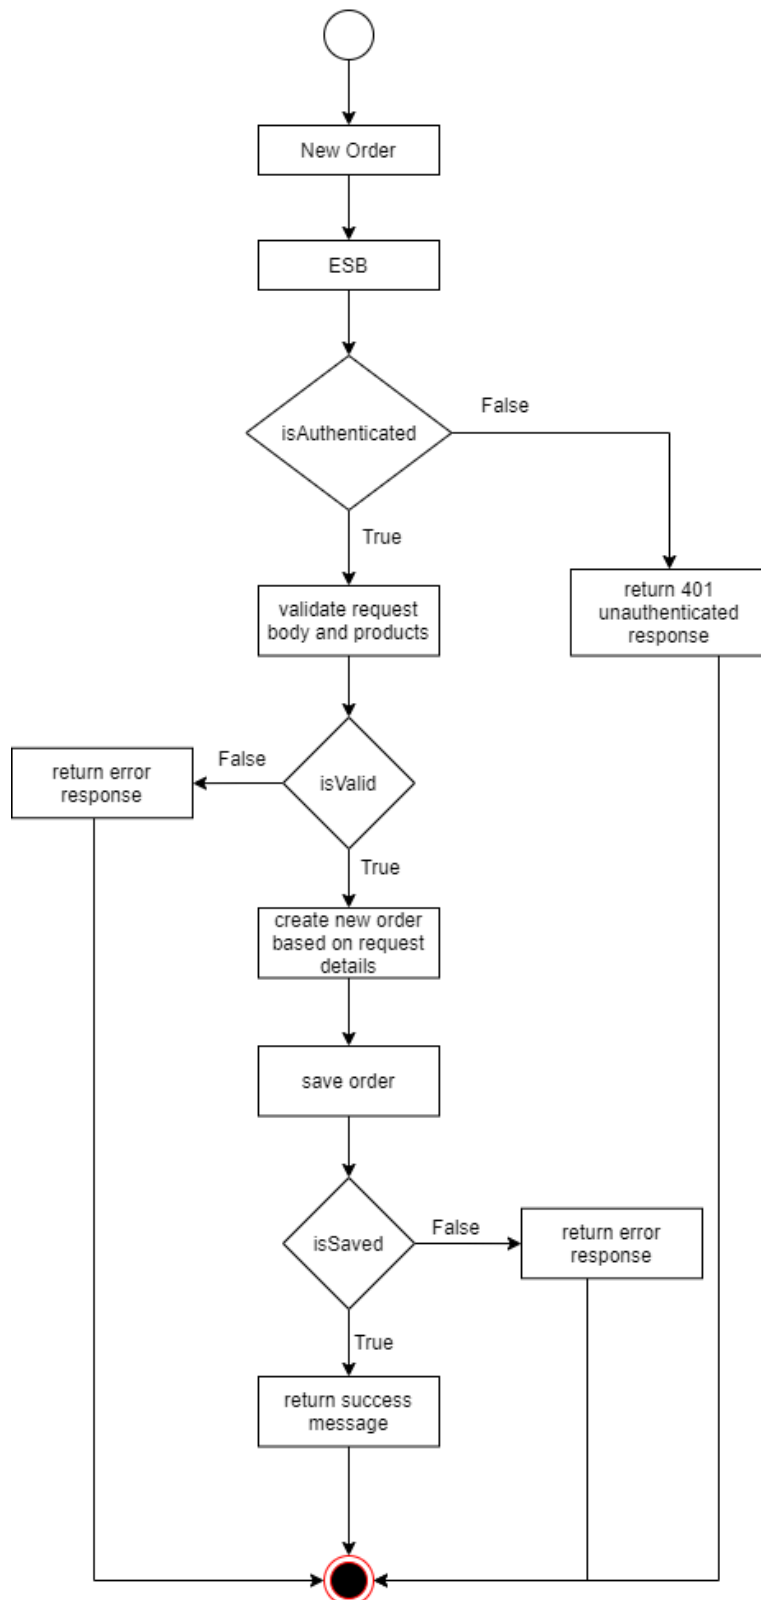 New Order
ESB
False
isAuthenticated
True
return 401
unauthenticated
response
validate request
body and products
False
return error
response
isValid
True
create new order
based on request
details
save order
False
return error
response
isSaved
True
return success
message